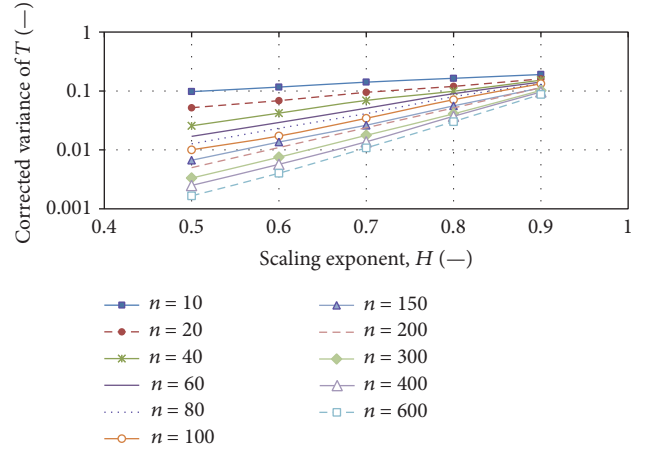 Corrected variance of T (—)
1
0.1
0.01
0.001
0.4
0.5
0.6
0.7
0.8
0.9
1
Scaling exponent, H (—)
n = 10
n = 20
n = 40
n = 60
n = 80
n = 100
n = 150
n = 200
n = 300
n = 400
n = 600